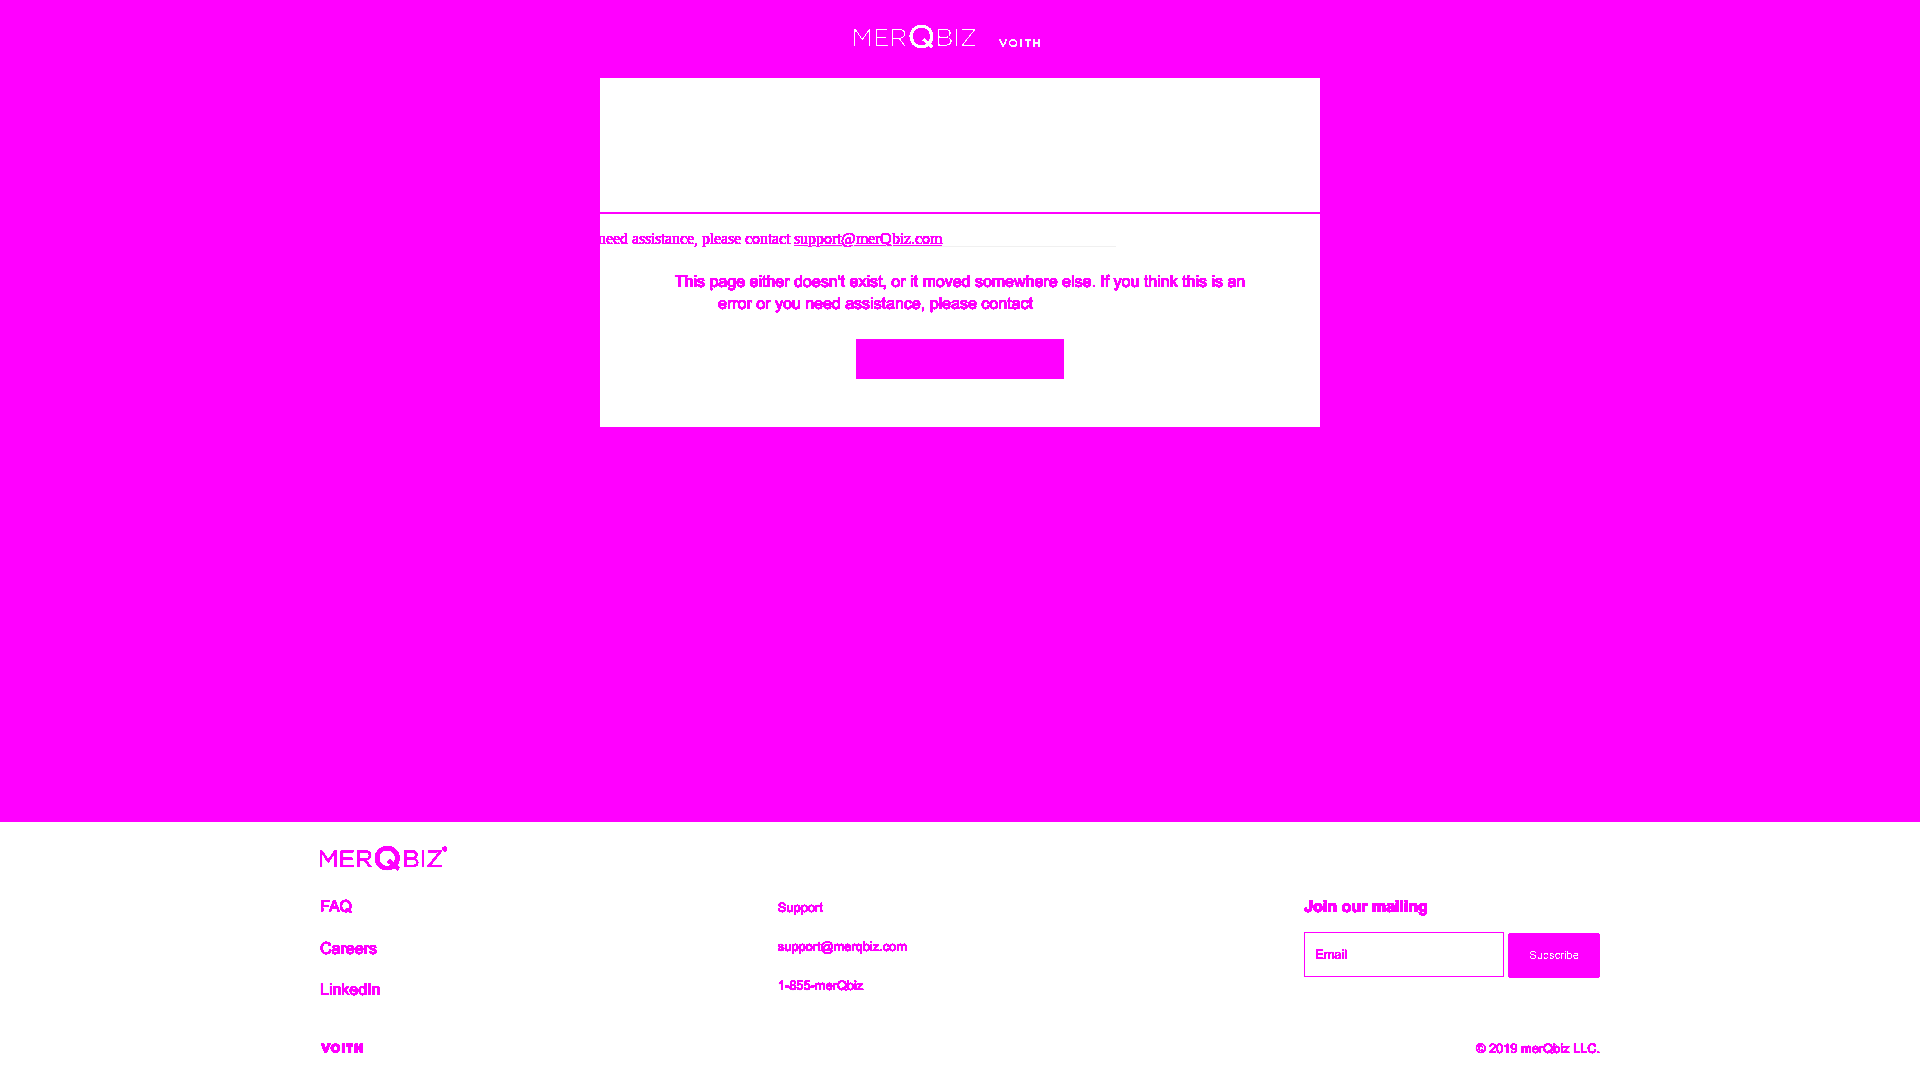 MERQBIZ VOITH
need assistance, please contact support@merQbiz.com
This page either doesn't exist, or it moved somewhere else. If you think this is an
error or you need assistance, please contact
MERQBIZ
FAQ
Careers
LinkedIn
Support
support@merqbiz.com
1-855-merQbiz
Join our mailing
Email
Subscribe
VOITH
© 2019 merQbiz LLC.